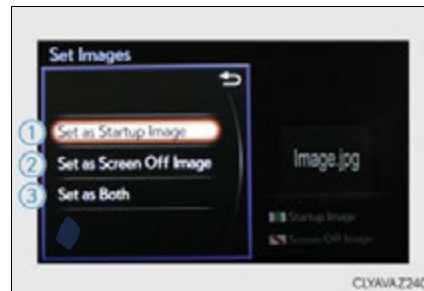 Set Images
1 Set as Startup Image
2 Set as Screen Off Image
3 Set as Both
Image.jpg
Startup Image
Screen Off Image
CLYAVAZ240